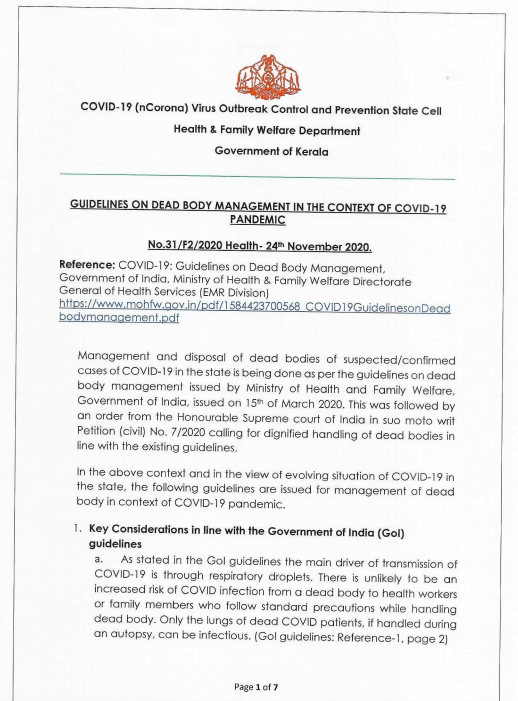 COVID-19 (nCorona) Virus Outbreak Control and Prevention State Cell
Health & Family Welfare Department
Government of Kerala
GUIDELINES ON DEAD BODY MANAGEMENT IN THE CONTEXT OF COVID-19
PANDEMIC
No.31/F2/2020 Health- 24th November 2020.
Reference: COVID-19: Guidelines on Dead Body Management,
Government of India, Ministry of Health & Family Welfare Directorate
General of Health Services (EMR Division)
https://www.mohfw.gov.in/pdf/1584423700568_COVID19GuidelinesonDead
bodymanagement.pdf
Management and disposal of dead bodies of suspected/confirmed
cases of COVID-19 in the state is being done as per the guidelines on dead
body management issued by Ministry of Health and Family Welfare,
Government of India, issued on 15th of March 2020. This was followed by
an order from the Honourable Supreme court of India in suo moto writ
Petition (civil) No. 7/2020 calling for dignified handling of dead bodies in
line with the existing guidelines.
In the above context and in the view of evolving situation of COVID-19 in
the state, the following guidelines are issued for management of dead
body in context of COVID-19 pandemic.
1. Key Considerations in line with the Government of India (GoI)
guidelines
a. As stated in the GoI guidelines the main driver of transmission of
COVID-19 is through respiratory droplets. There is unlikely to be an
increased risk of COVID infection from a dead body to health workers
or family members who follow standard precautions while handling
dead body. Only the lungs of dead COVID patients, if handled during
an autopsy, can be infectious. (GoI guidelines: Reference-1, page 2)
Page 1 of 7